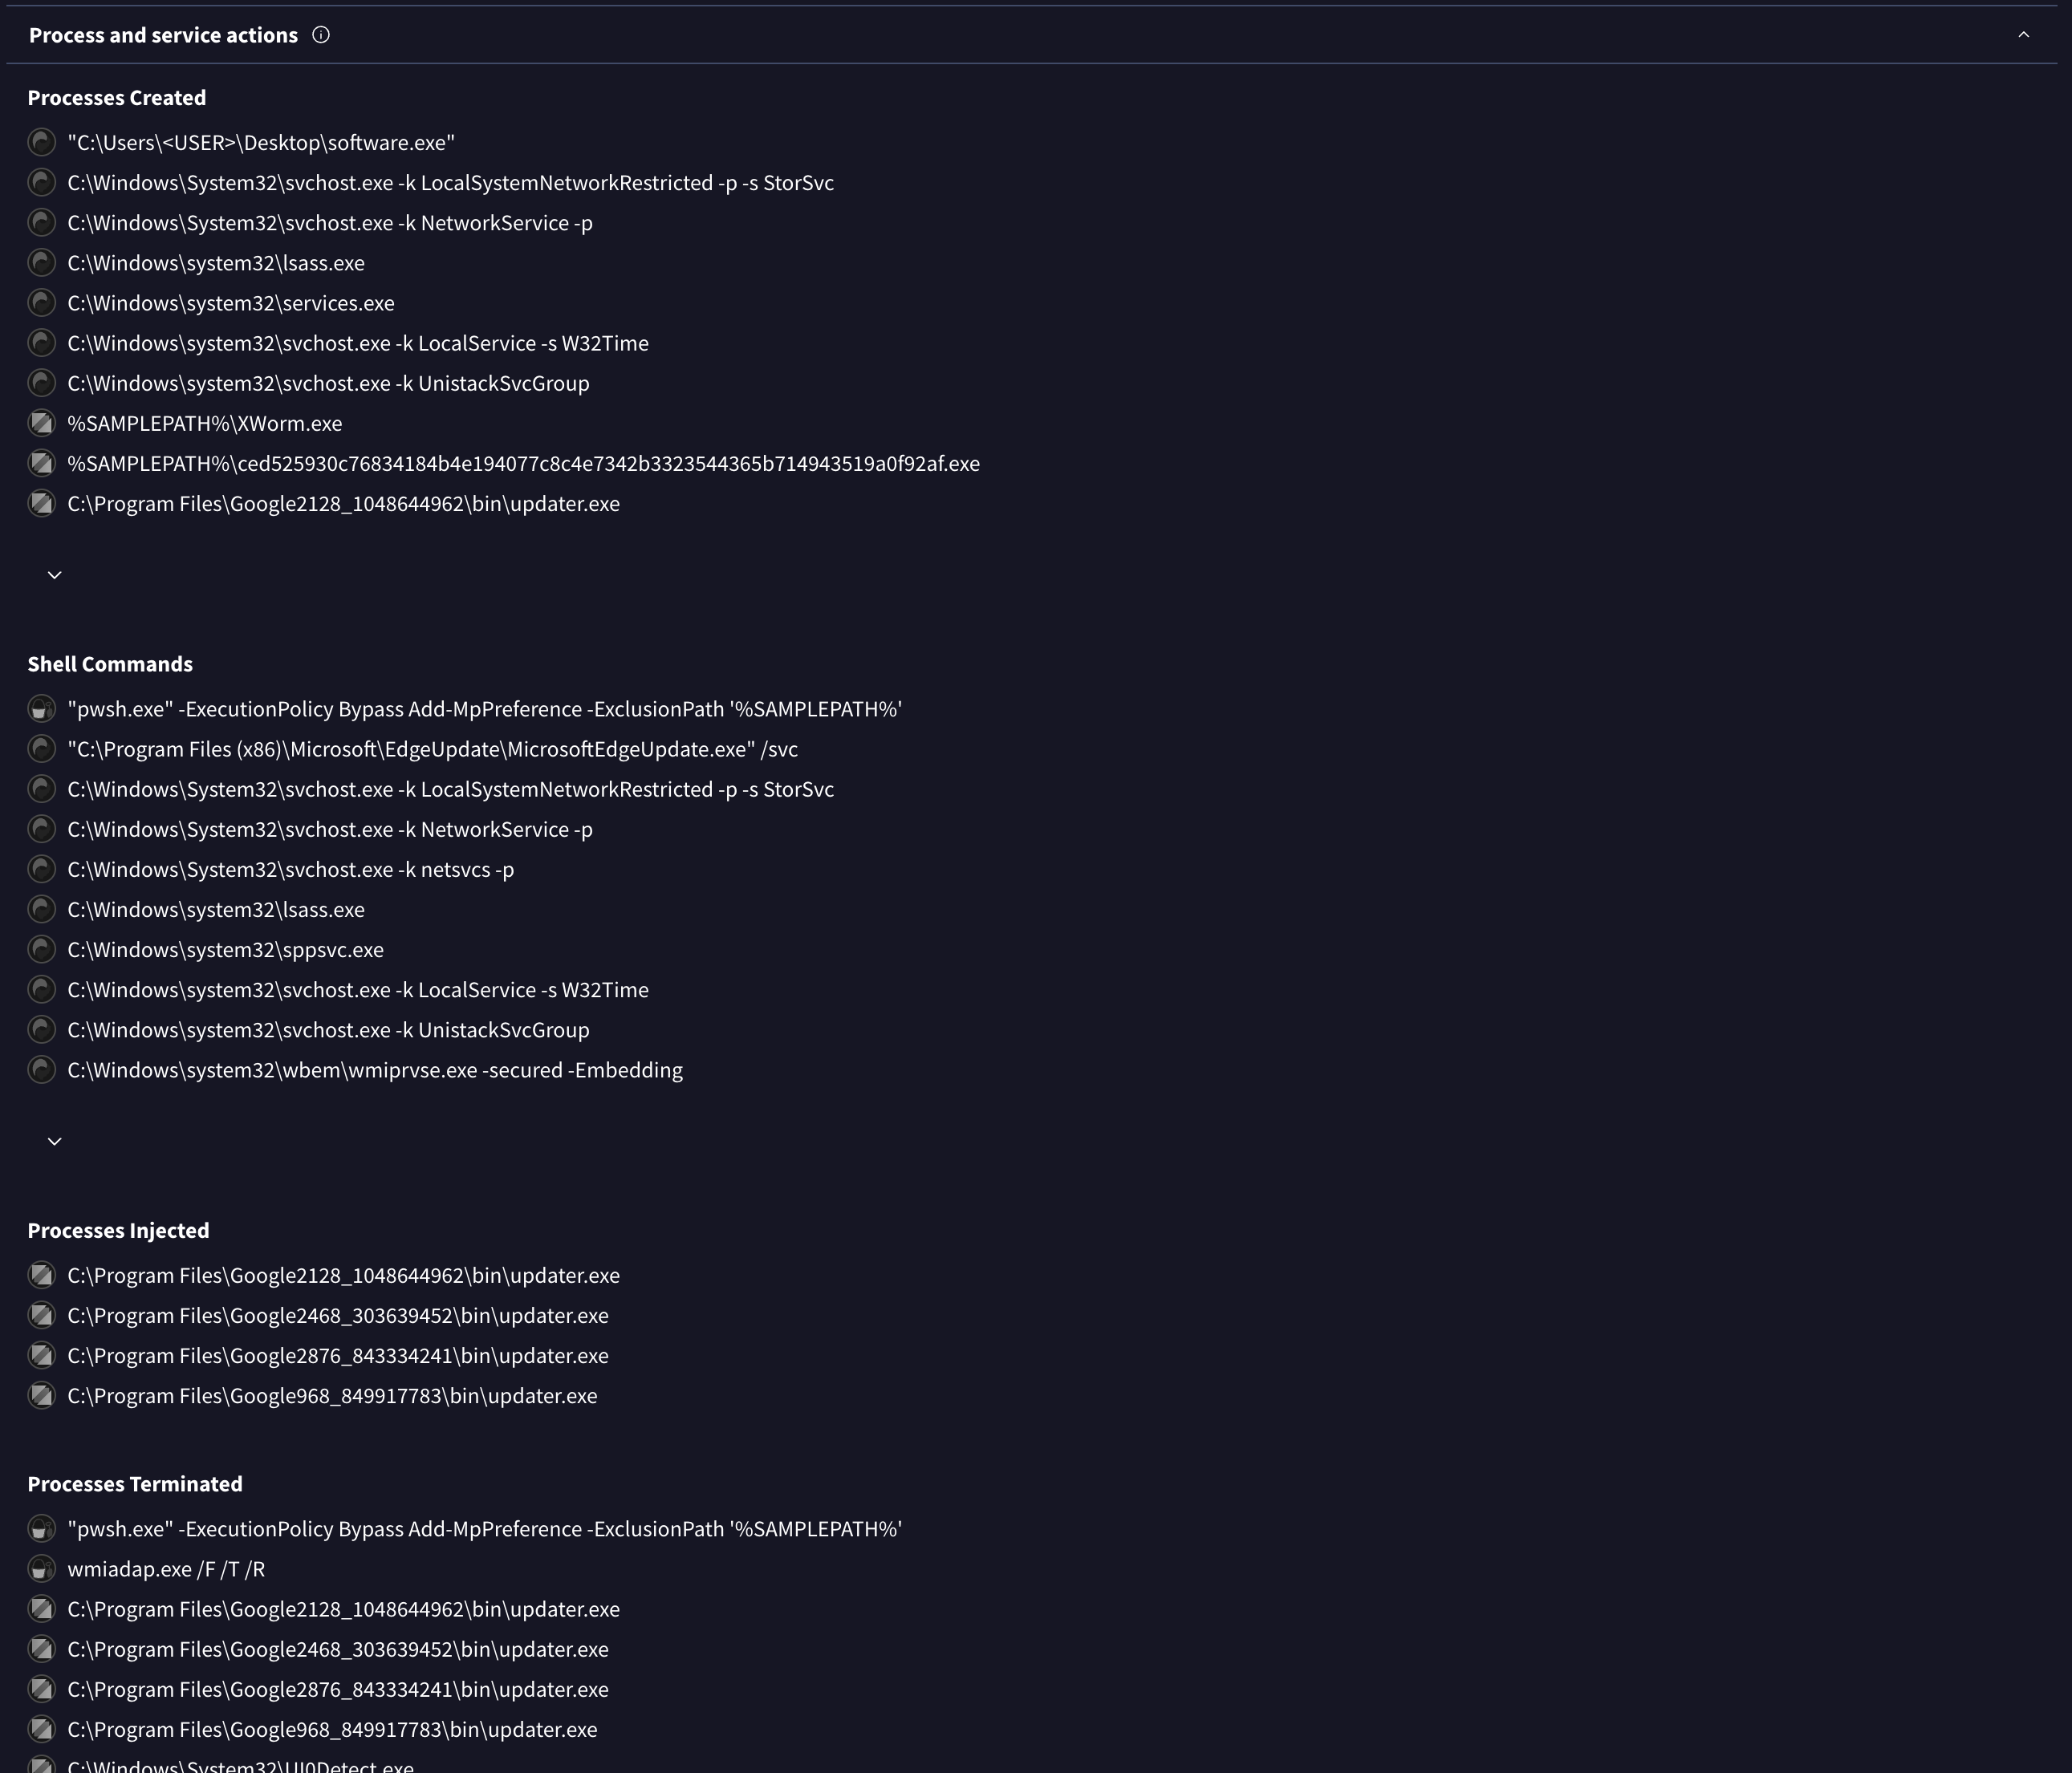 Process and service actions
Processes Created
"C:\Users\<USER>\Desktop\software.exe"
C:\Windows\System32\svchost.exe -k LocalSystemNetworkRestricted -p -s StorSvc
C:\Windows\System32\svchost.exe -k NetworkService -p
C:\Windows\system32\lsass.exe
C:\Windows\system32\services.exe
C:\Windows\system32\svchost.exe -k LocalService -s W32Time
C:\Windows\system32\svchost.exe -k UnistackSvcGroup
%SAMPLEPATH%\XWorm.exe
%SAMPLEPATH%\ced525930c76834184b4e194077c8c4e7342b3323544365b714943519a0f92af.exe
C:\Program Files\Google2128_1048644962\bin\updater.exe
Shell Commands
"pwsh.exe" -ExecutionPolicy Bypass Add-MpPreference -ExclusionPath '%SAMPLEPATH%'
"C:\Program Files (x86)\Microsoft\EdgeUpdate\MicrosoftEdgeUpdate.exe" /svc
C:\Windows\System32\svchost.exe -k LocalSystemNetworkRestricted -p -s StorSvc
C:\Windows\System32\svchost.exe -k NetworkService -p
C:\Windows\System32\svchost.exe -k netsvcs -p
C:\Windows\system32\lsass.exe
C:\Windows\system32\sppsvc.exe
C:\Windows\system32\svchost.exe -k LocalService -s W32Time
C:\Windows\system32\svchost.exe -k UnistackSvcGroup
C:\Windows\system32\wbem\wmiprvse.exe -secured -Embedding
Processes Injected
C:\Program Files\Google2128_1048644962\bin\updater.exe
C:\Program Files\Google2468_303639452\bin\updater.exe
C:\Program Files\Google2876_843334241\bin\updater.exe
C:\Program Files\Google968_849917783\bin\updater.exe
Processes Terminated
"pwsh.exe" -ExecutionPolicy Bypass Add-MpPreference -ExclusionPath '%SAMPLEPATH%'
wmiadap.exe /F /T /R
C:\Program Files\Google2128_1048644962\bin\updater.exe
C:\Program Files\Google2468_303639452\bin\updater.exe
C:\Program Files\Google2876_843334241\bin\updater.exe
C:\Program Files\Google968_849917783\bin\updater.exe
C:\Windows\System32\UI0Detect.exe